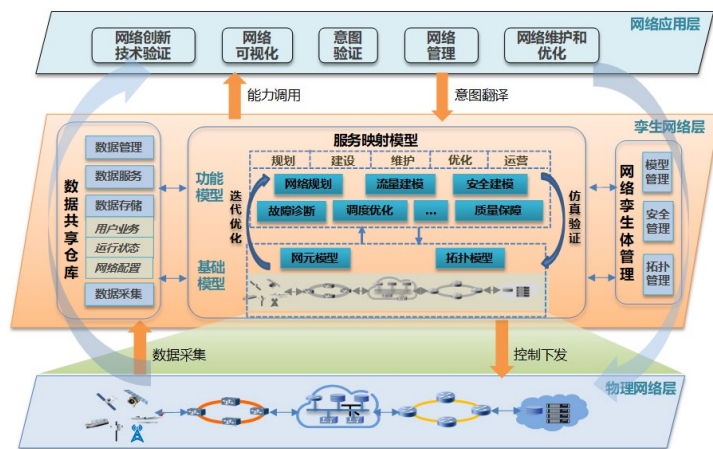 网络应用层
网络创新
技术验证
网络
可视化
意图
验证
网络
管理
网络维护和
优化
能力调用
意图翻译
孪生网络层
数据共享仓库
数据管理
数据服务
数据存储
用户业务
运行状态
网络配置
数据采集
功能
模型
基础
模型
服务映射模型
规划
建设
维护
优化
运营
迭代优化
网络规划
流量建模
安全建模
故障诊断
调度优化
...
质量保障
仿真验证
网元模型
拓扑模型
网络孪生体管理
模型
管理
安全
管理
拓扑
管理
数据采集
控制下发
物理网络层